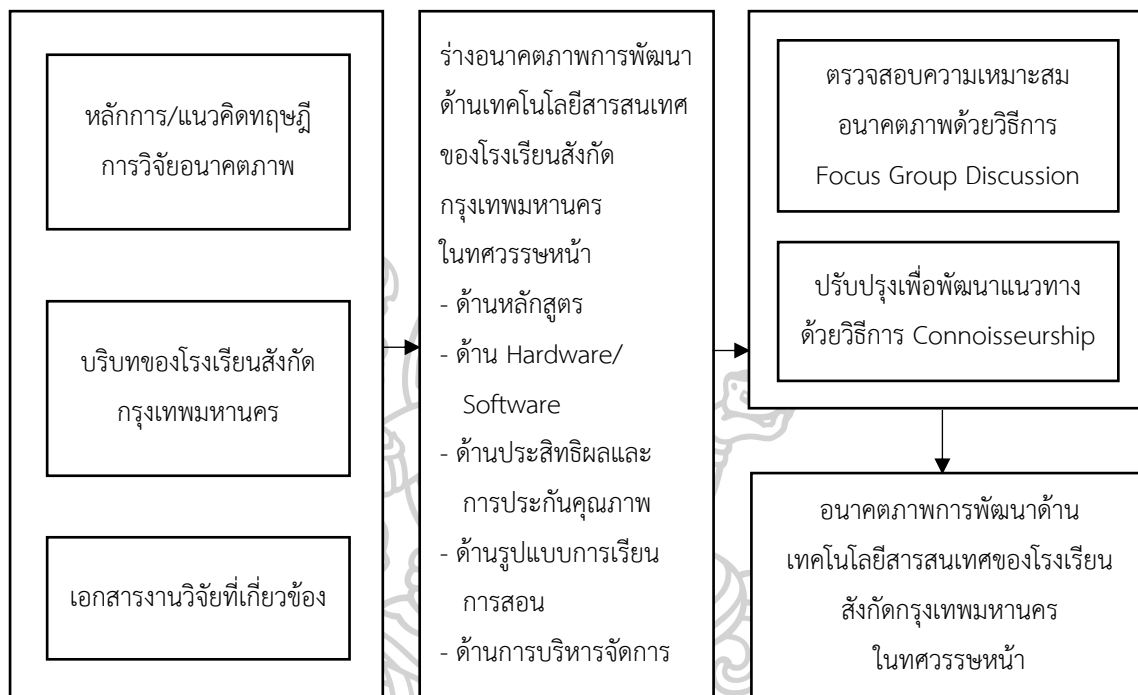 หลักการ/แนวคิดทฤษฎี
การวิจัยอนาคตภาพ
บริบทของโรงเรียนสังกัด
กรุงเทพมหานคร
เอกสารงานวิจัยที่เกี่ยวข้อง
ร่างอนาคตภาพการพัฒนา
ด้านเทคโนโลยีสารสนเทศ
ของโรงเรียนสังกัด
กรุงเทพมหานคร
ในทศวรรษหน้า
- ด้านหลักสูตร
- ด้าน Hardware/
Software
- ด้านประสิทธิผลและ
การประกันคุณภาพ
- ด้านรูปแบบการเรียน
การสอน
- ด้านการบริหารจัดการ
ตรวจสอบความเหมาะสม
อนาคตภาพด้วยวิธีการ
Focus Group Discussion
ปรับปรุงเพื่อพัฒนาแนวทาง
ด้วยวิธีการ Connoisseurship
อนาคตภาพการพัฒนาด้าน
เทคโนโลยีสารสนเทศของโรงเรียน
สังกัดกรุงเทพมหานคร
ในทศวรรษหน้า